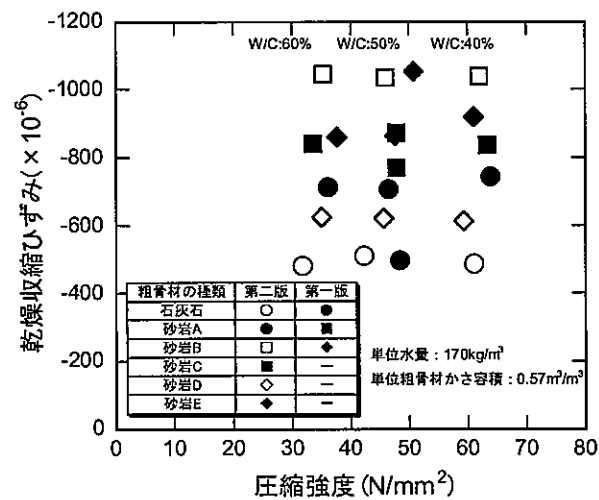 -1200
-1000
-800
-600
-400
-200
0
乾燥収縮ひずみ(×10⁻⁶)
W/C:60% W/C:50% W/C:40%
粗骨材の種類 第二版 第一版
石灰石 ○ ●
砂岩A ● ■
砂岩B □ ◆
砂岩C ■ －
砂岩D ◇ －
砂岩E ◆ －
単位水量：170kg/m³
単位粗骨材かさ容積：0.57m³/m³
0 10 20 30 40 50 60 70 80
圧縮強度(N/mm²)